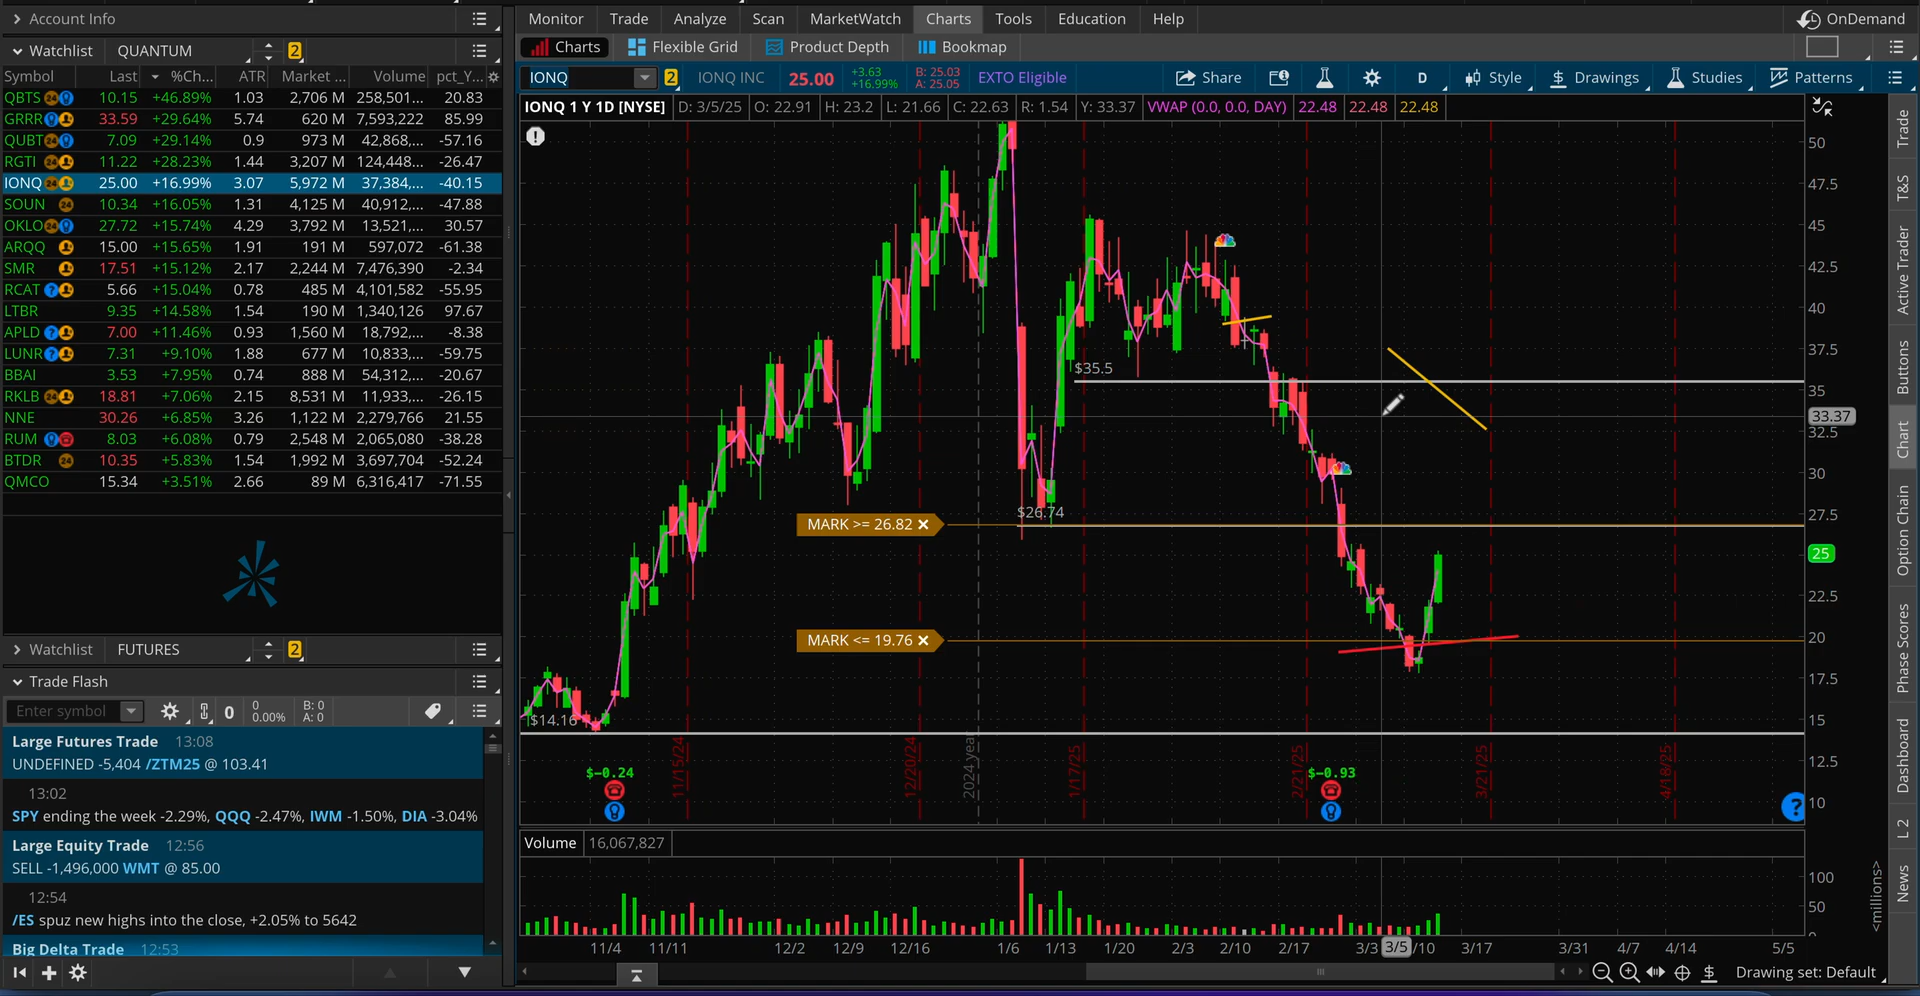 Account Info
Monitor Trade Analyze Scan MarketWatch Charts Tools Education Help OnDemand
Watchlist QUANTUM 2
Charts Flexible Grid Product Depth Bookmap
Symbol Last %Ch... ATR Market ... Volume pct_Y...
IONQ 2 IONQ INC 25.00 +3.63 +16.99% B: 25.03 A: 25.05 EXTO Eligible Share D Style Drawings Studies Patterns
QBTS 10.15 +46.89% 1.03 2,706 M 258,501... 20.83
GRRR 33.59 +29.64% 5.74 620 M 7,593,222 85.99
QUBT 7.09 +29.14% 0.9 973 M 42,868,... -57.16
RGTI 11.22 +28.23% 1.44 3,207 M 124,448... -26.47
IONQ 25.00 +16.99% 3.07 5,972 M 37,384,... -40.15
SOUN 10.34 +16.05% 1.31 4,125 M 40,912,... -47.88
OKLO 27.72 +15.74% 4.29 3,792 M 13,521,... 30.57
ARQQ 15.00 +15.65% 1.91 191 M 597,072 -61.38
SMR 17.51 +15.12% 2.17 2,244 M 7,476,390 -2.34
RCAT 5.66 +15.04% 0.78 485 M 4,101,582 -55.95
LTBR 9.35 +14.58% 1.54 190 M 1,340,126 97.67
APLD 7.00 +11.46% 0.93 1,560 M 18,792,... -8.38
LUNR 7.31 +9.10% 1.88 677 M 10,833,... -59.75
BBAI 3.53 +7.95% 0.74 888 M 54,312,... -20.67
RKLB 18.81 +7.06% 2.15 8,531 M 11,933,... -26.15
NNE 30.26 +6.85% 3.26 1,122 M 2,279,766 21.55
RUM 8.03 +6.08% 0.79 2,548 M 2,065,080 -38.28
BTDR 10.35 +5.83% 1.54 1,992 M 3,697,704 -52.24
QMCO 15.34 +3.51% 2.66 89 M 6,316,417 -71.55
Watchlist FUTURES 2
Trade Flash
Enter symbol 0 0 0.00% B: 0 A: 0
Large Futures Trade 13:08
UNDEFINED -5,404 /ZTM25 @ 103.41
13:02
SPY ending the week -2.29%, QQQ -2.47%, IWM -1.50%, DIA -3.04%
Large Equity Trade 12:56
SELL -1,496,000 WMT @ 85.00
12:54
/ES spuz new highs into the close, +2.05% to 5642
Big Delta Trade 12:53
IONQ 1 Y 1D [NYSE] D: 3/5/25 O: 22.91 H: 23.2 L: 21.66 C: 22.63 R: 1.54 Y: 33.37 VWAP (0.0, 0.0, DAY) 22.48 22.48 22.48
50
47.5
45
42.5
40
37.5
35
33.37
32.5
30
27.5
25
22.5
20
17.5
15
12.5
10
$35.5
$26.74
MARK >= 26.82
MARK <= 19.76
$14.16
$-0.24
$-0.93
11/15/24
12/20/24
2024 year
1/17/25
2/21/25
3/21/25
4/18/25
Volume 16,067,827
100
50
0
<millions>
11/4 11/11 12/2 12/9 12/16 1/6 1/13 1/20 2/3 2/10 2/17 3/3 3/5 /10 3/17 3/31 4/7 4/14 5/5
Drawing set: Default
Trade
T&S
Active Trader
Buttons
Chart
Option Chain
Phase Scores
Dashboard
L 2
News